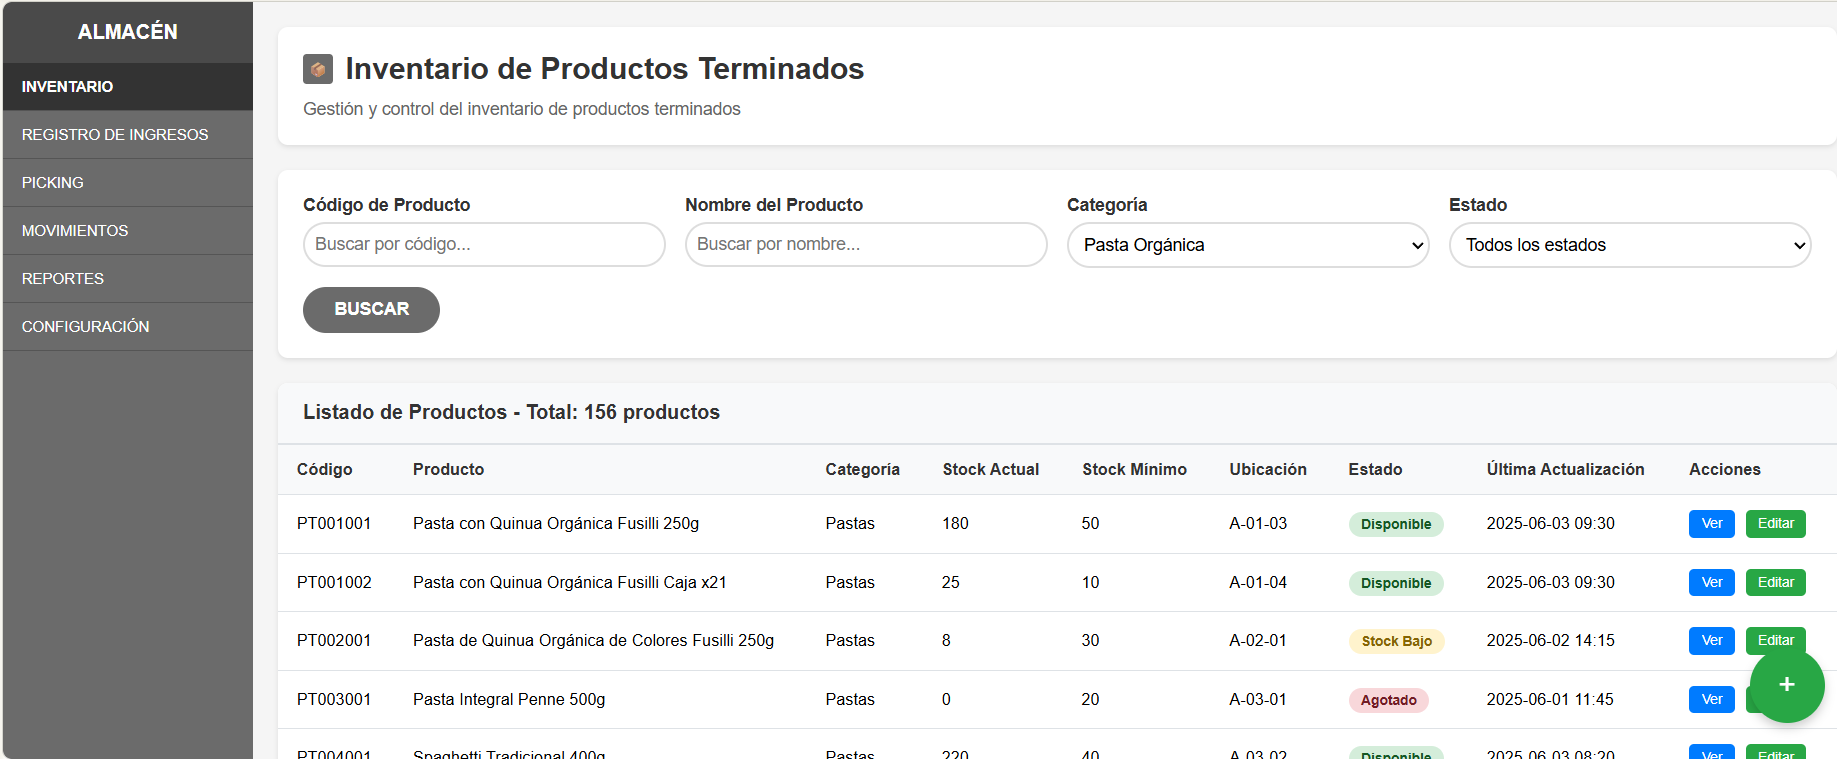 ALMACÉN
INVENTARIO
REGISTRO DE INGRESOS
PICKING
MOVIMIENTOS
REPORTES
CONFIGURACIÓN
Inventario de Productos Terminados
Gestión y control del inventario de productos terminados
Código de Producto Nombre del Producto Categoría Estado
Buscar por código... Buscar por nombre... Pasta Orgánica Todos los estados
BUSCAR
Listado de Productos - Total: 156 productos
Código Producto Categoría Stock Actual Stock Mínimo Ubicación Estado Última Actualización Acciones
PT001001 Pasta con Quinua Orgánica Fusilli 250g Pastas 180 50 A-01-03 Disponible 2025-06-03 09:30 Ver Editar
PT001002 Pasta con Quinua Orgánica Fusilli Caja x21 Pastas 25 10 A-01-04 Disponible 2025-06-03 09:30 Ver Editar
PT002001 Pasta de Quinua Orgánica de Colores Fusilli 250g Pastas 8 30 A-02-01 Stock Bajo 2025-06-02 14:15 Ver Editar
PT003001 Pasta Integral Penne 500g Pastas 0 20 A-03-01 Agotado 2025-06-01 11:45 Ver +
PT004001 Spaghetti Tradicional 400g Pastas 220 40 A-03-02 Disponible 2025-06-03 08:20 Ver Editar